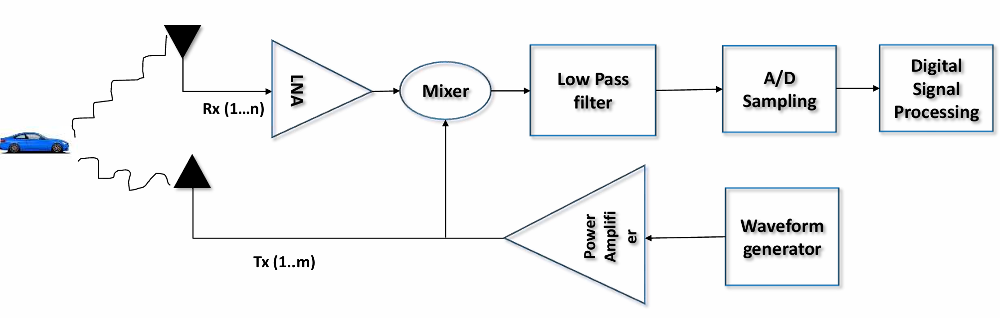 LNA
Mixer
Low Pass
filter
A/D
Sampling
Digital
Signal
Processing
Rx (1...n)
Power
Amplifi
er
Waveform
generator
Tx (1..m)